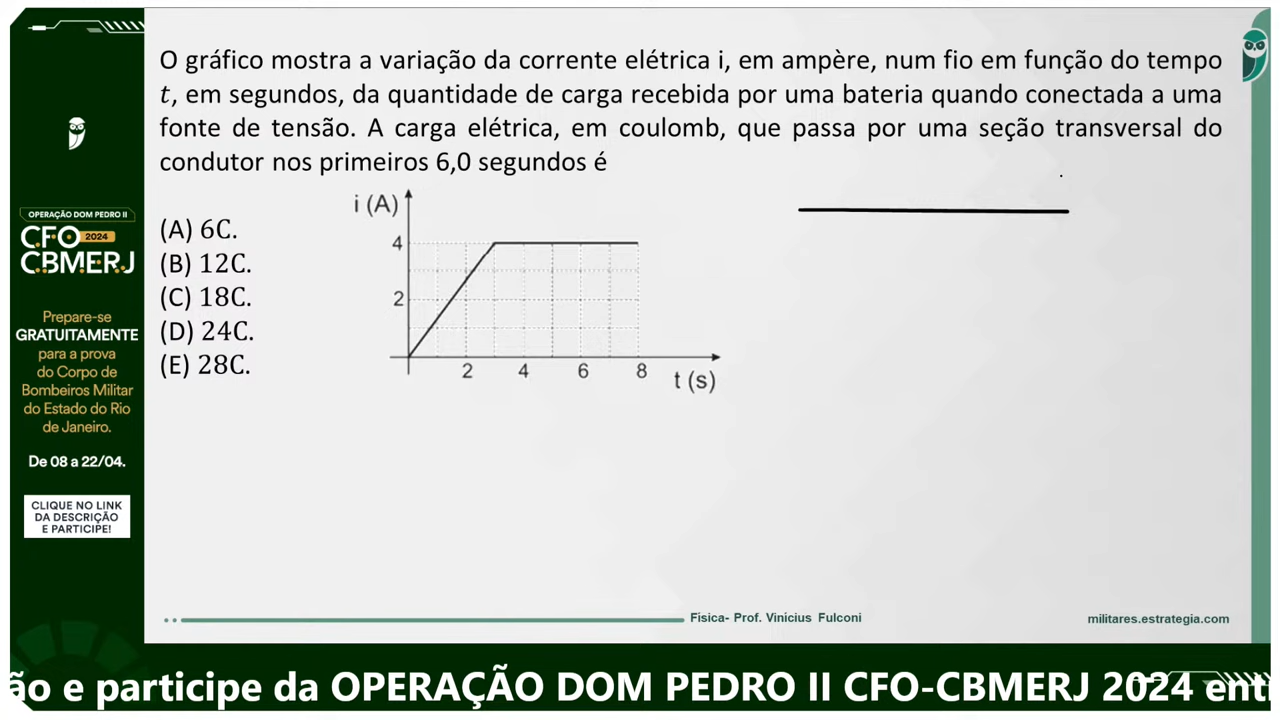 O gráfico mostra a variação da corrente elétrica i, em ampère, num fio em função do tempo
t, em segundos, da quantidade de carga recebida por uma bateria quando conectada a uma
fonte de tensão. A carga elétrica, em coulomb, que passa por uma seção transversal do
condutor nos primeiros 6,0 segundos é
(A) 6C.
(B) 12C.
(C) 18C.
(D) 24C.
(E) 28C.
i (A)
4
2
2 4 6 8
t (s)
OPERAÇÃO DOM PEDRO II
CFO 2024
CBMERJ
Prepare-se
GRATUITAMENTE
para a prova
do Corpo de
Bombeiros Militar
do Estado do Rio
de Janeiro.
De 08 a 22/04.
CLIQUE NO LINK
DA DESCRIÇÃO
E PARTICIPE!
Física- Prof. Vinícius Fulconi
militares.estrategia.com
ão e participe da OPERAÇÃO DOM PEDRO II CFO-CBMERJ 2024 ent